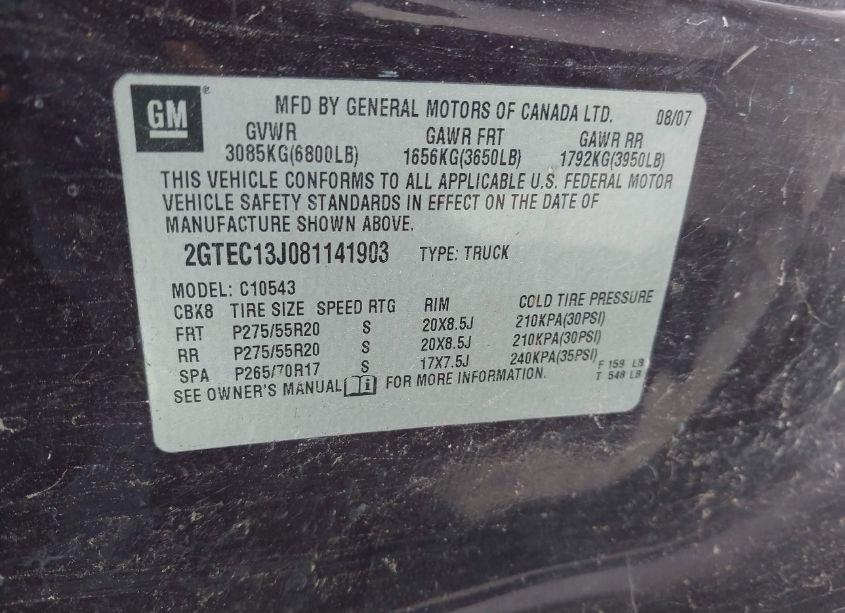 GM®
MFD BY GENERAL MOTORS OF CANADA LTD. 08/07
GVWR GAWR FRT GAWR RR
3085KG(6800LB) 1656KG(3650LB) 1792KG(3950LB)
THIS VEHICLE CONFORMS TO ALL APPLICABLE U.S. FEDERAL MOTOR
VEHICLE SAFETY STANDARDS IN EFFECT ON THE DATE OF
MANUFACTURE SHOWN ABOVE.
2GTEC13J081141903 TYPE: TRUCK
MODEL: C10543
CBK8 TIRE SIZE SPEED RTG RIM COLD TIRE PRESSURE
FRT P275/55R20 S 20X8.5J 210KPA(30PSI)
RR P275/55R20 S 20X8.5J 210KPA(30PSI)
SPA P265/70R17 S 17X7.5J 240KPA(35PSI)
SEE OWNER'S MANUAL FOR MORE INFORMATION.
F 159 LB
T 548 LB